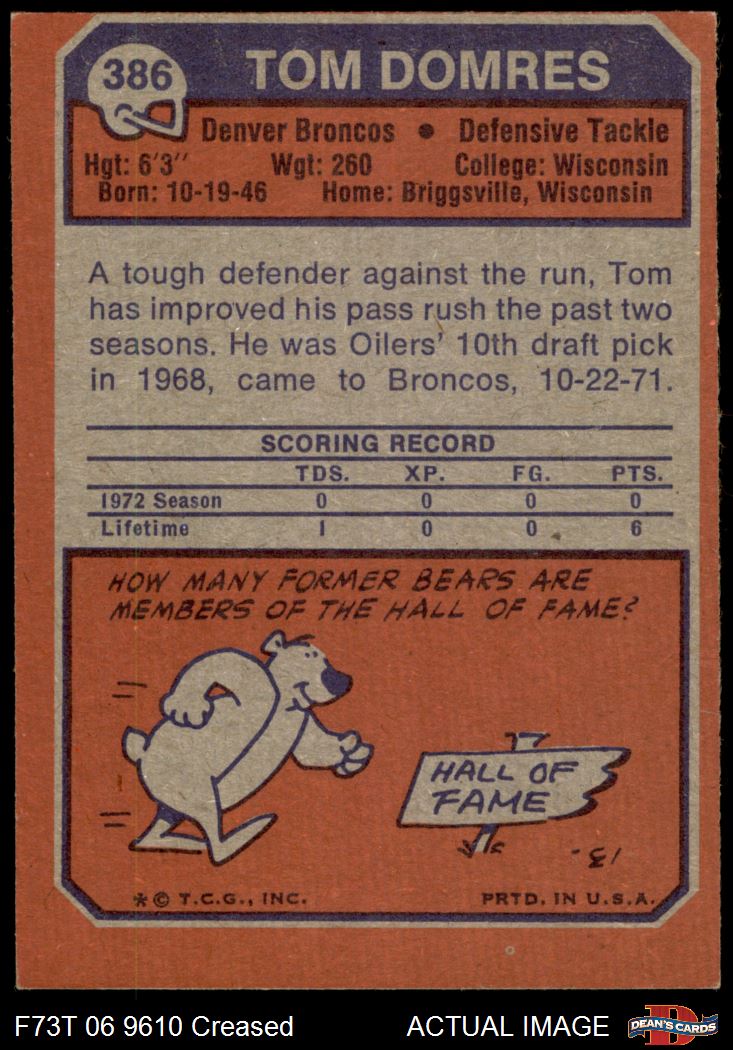 386
TOM DOMRES
Denver Broncos • Defensive Tackle
Hgt: 6'3" Wgt: 260 College: Wisconsin
Born: 10-19-46 Home: Briggsville, Wisconsin
A tough defender against the run, Tom
has improved his pass rush the past two
seasons. He was Oilers' 10th draft pick
in 1968, came to Broncos, 10-22-71.
SCORING RECORD
TDS. XP. FG. PTS.
1972 Season 0 0 0 0
Lifetime 1 0 0 6
HOW MANY FORMER BEARS ARE
MEMBERS OF THE HALL OF FAME?
HALL OF
FAME
13.
* © T.C.G., INC. PRTD. IN U.S.A.
F73T 06 9610 Creased ACTUAL IMAGE
D
DEAN'S CARDS